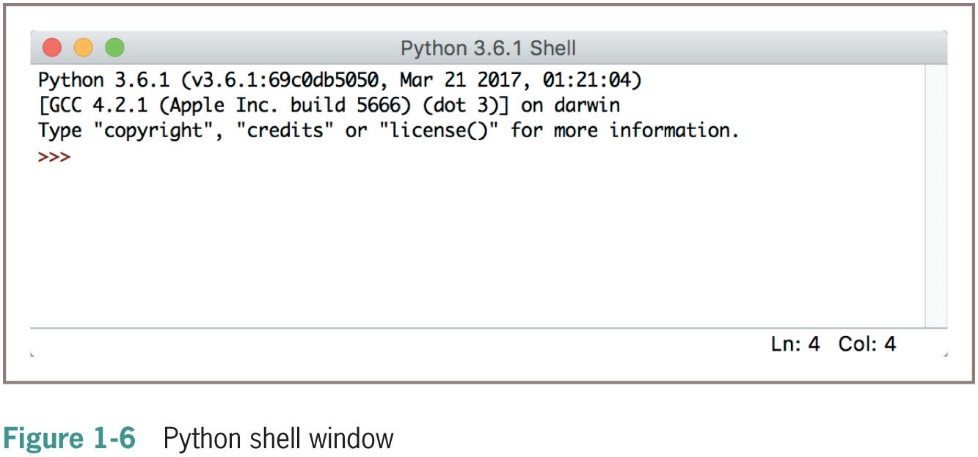 Python 3.6.1 Shell
Python 3.6.1 (v3.6.1:69c0db5050, Mar 21 2017, 01:21:04)
[GCC 4.2.1 (Apple Inc. build 5666) (dot 3)] on darwin
Type "copyright", "credits" or "license()" for more information.
>>>
Ln: 4 Col: 4
Figure 1-6 Python shell window